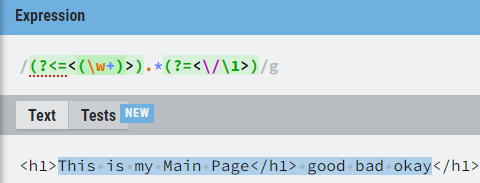 Expression
/(?<=<(\w+)>).*(?=<\/\1>)/g
Text Tests NEW
<h1>This is my Main Page</h1> good bad okay</h1>